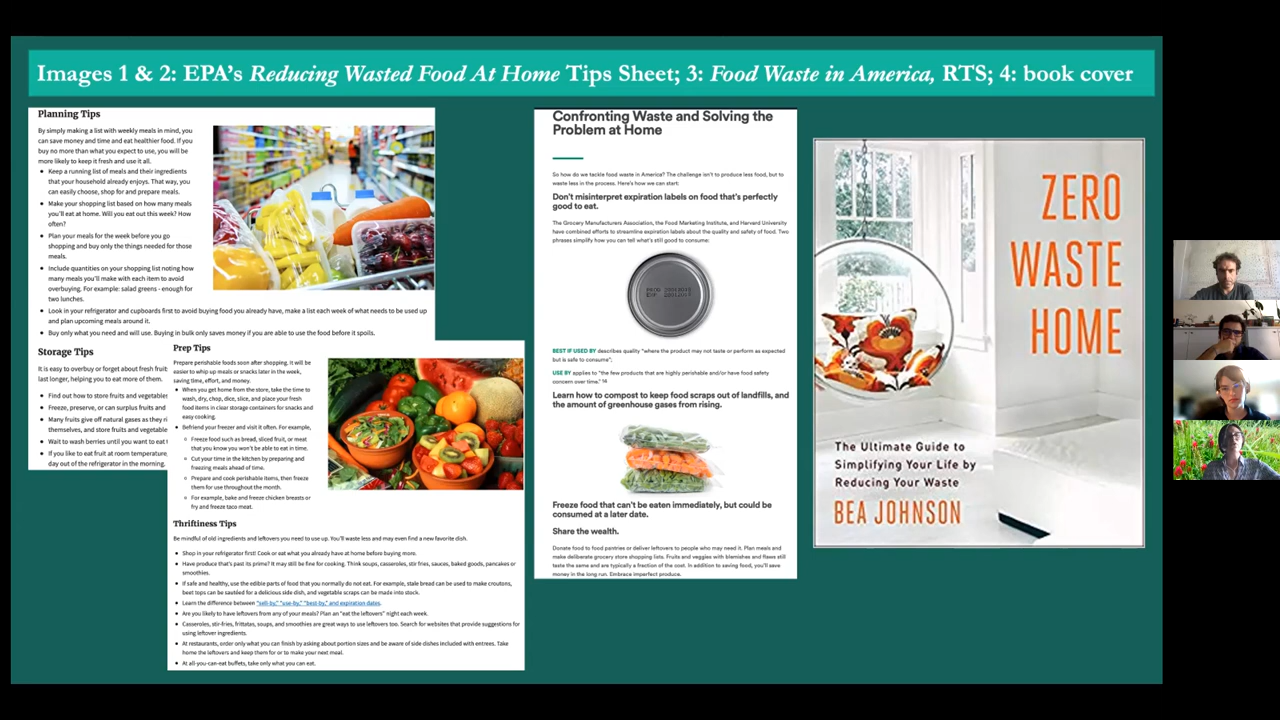 Images 1 & 2: EPA's Reducing Wasted Food At Home Tips Sheet; 3: Food Waste in America, RTS; 4: book cover
Planning Tips
By simply making a list with weekly meals in mind, you
can save money and time and eat healthier food. If you
buy no more than what you expect to use, you will be
more likely to keep it fresh and use it all.
• Keep a running list of meals and their ingredients
that your household already enjoys. That way, you
can easily choose, shop for and prepare meals.
• Make your shopping list based on how many meals
you'll eat at home. Will you eat out this week? How
often?
• Plan your meals for the week before you go
shopping and buy only the things needed for those
meals.
• Include quantities on your shopping list noting how
many meals you'll make with each item to avoid
overbuying. For example: salad greens - enough for
two lunches.
• Look in your refrigerator and cupboards first to avoid buying food you already have, make a list each week of what needs to be used up
and plan upcoming meals around it.
• Buy only what you need and will use. Buying in bulk only saves money if you are able to use the food before it spoils.
Storage Tips
It is easy to overbuy or forget about fresh fruit
last longer, helping you to eat more of them.
• Find out how to store fruits and vegetables
• Freeze, preserve, or can surplus fruits and
• Many fruits give off natural gases as they ri
themselves, and store fruits and vegetables
• Wait to wash berries until you want to eat t
• If you like to eat fruit at room temperature,
day out of the refrigerator in the morning.
Prep Tips
Prepare perishable foods soon after shopping. It will be
easier to whip up meals or snacks later in the week,
saving time, effort, and money.
• When you get home from the store, take the time to
wash, dry, chop, dice, slice, and place your fresh
food items in clear storage containers for snacks and
easy cooking.
• Befriend your freezer and visit it often. For example,
Freeze food such as bread, sliced fruit, or meat
that you know you won't be able to eat in time.
Cut your time in the kitchen by preparing and
freezing meals ahead of time.
Prepare and cook perishable items, then freeze
them for use throughout the month.
For example, bake and freeze chicken breasts or
fry and freeze taco meat.
Thriftiness Tips
Be mindful of old ingredients and leftovers you need to use up. You'll waste less and may even find a new favorite dish.
• Shop in your refrigerator first! Cook or eat what you already have at home before buying more.
• Have produce that's past its prime? It may still be fine for cooking. Think soups, casseroles, stir fries, sauces, baked goods, pancakes or
smoothies.
• If safe and healthy, use the edible parts of food that you normally do not eat. For example, stale bread can be used to make croutons,
beet tops can be sautéed for a delicious side dish, and vegetable scraps can be made into stock.
• Learn the difference between "sell-by," "use-by," "best-by," and expiration dates.
• Are you likely to have leftovers from any of your meals? Plan an "eat the leftovers" night each week.
• Casseroles, stir-fries, frittatas, soups, and smoothies are great ways to use leftovers too. Search for websites that provide suggestions for
using leftover ingredients.
• At restaurants, order only what you can finish by asking about portion sizes and be aware of side dishes included with entrees. Take
home the leftovers and keep them for or to make your next meal.
• At all-you-can-eat buffets, take only what you can eat.
Confronting Waste and Solving the
Problem at Home
So how do we tackle food waste in America? The challenge isn't to produce less food, but to
waste less in the process. Here's how we can start:
Don't misinterpret expiration labels on food that's perfectly
good to eat.
The Grocery Manufacturers Association, the Food Marketing Institute, and Harvard University
have combined efforts to streamline expiration labels about the quality and safety of food. Two
phrases simplify how you can tell what's still good to consume:
BEST IF USED BY describes quality "where the product may not taste or perform as expected
but is safe to consume",
USE BY applies to "the few products that are highly perishable and/or have food safety
concern over time." 14
Learn how to compost to keep food scraps out of landfills, and
the amount of greenhouse gases from rising.
Freeze food that can't be eaten immediately, but could be
consumed at a later date.
Share the wealth.
Donate food to food pantries or deliver leftovers to people who may need it. Plan meals and
make deliberate grocery store shopping lists. Fruits and veggies with blemishes and flaws still
taste the same and are typically a fraction of the cost. In addition to saving food, you'll save
money in the long run. Embrace imperfect produce.
ZERO
WASTE
HOME
The Ultimate Guide to
Simplifying Your Life by
Reducing Your Waste
BEA JOHNSON